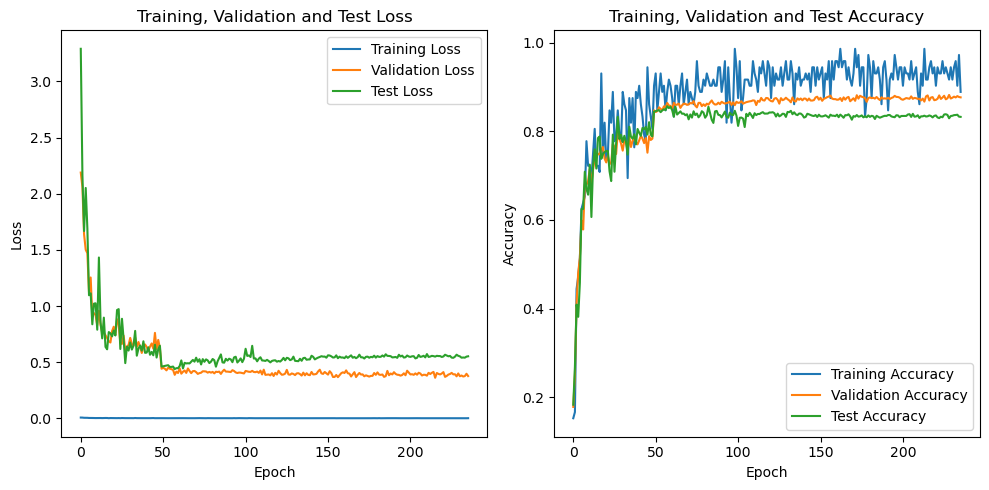 Training, Validation and Test Loss
Training Loss
Validation Loss
Test Loss
3.0
2.5
2.0
1.5
1.0
0.5
0.0
Loss
0
50
100
150
200
Epoch
Training, Validation and Test Accuracy
1.0
0.8
0.6
0.4
0.2
Accuracy
Training Accuracy
Validation Accuracy
Test Accuracy
0
50
100
150
200
Epoch